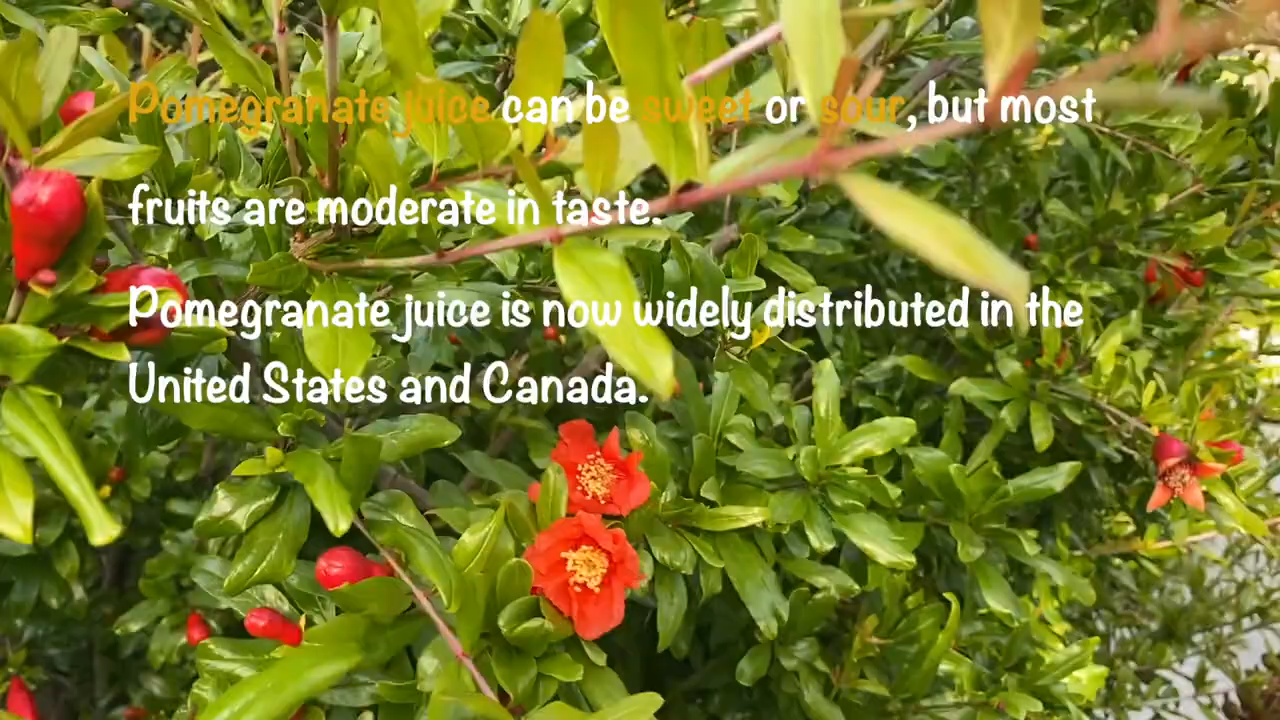 Pomegranate juice can be sweet or sour, but most
fruits are moderate in taste.
Pomegranate juice is now widely distributed in the
United States and Canada.